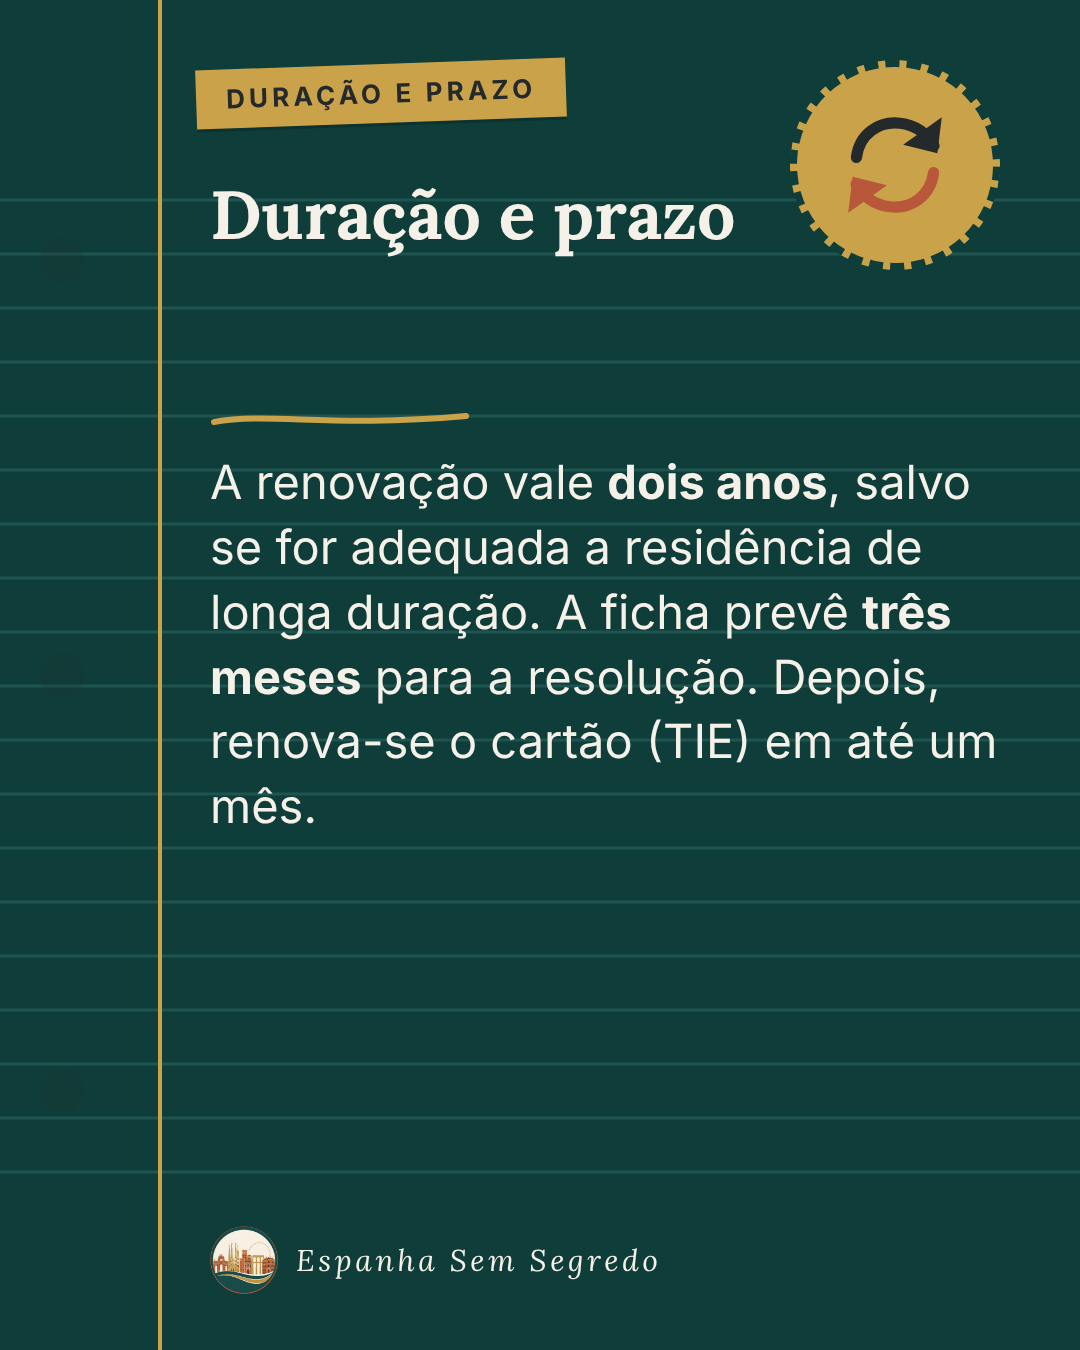 DURAÇÃO E PRAZO
Duração e prazo
A renovação vale dois anos, salvo
se for adequada a residência de
longa duração. A ficha prevê três
meses para a resolução. Depois,
renova-se o cartão (TIE) em até um
mês.
Espanha Sem Segredo